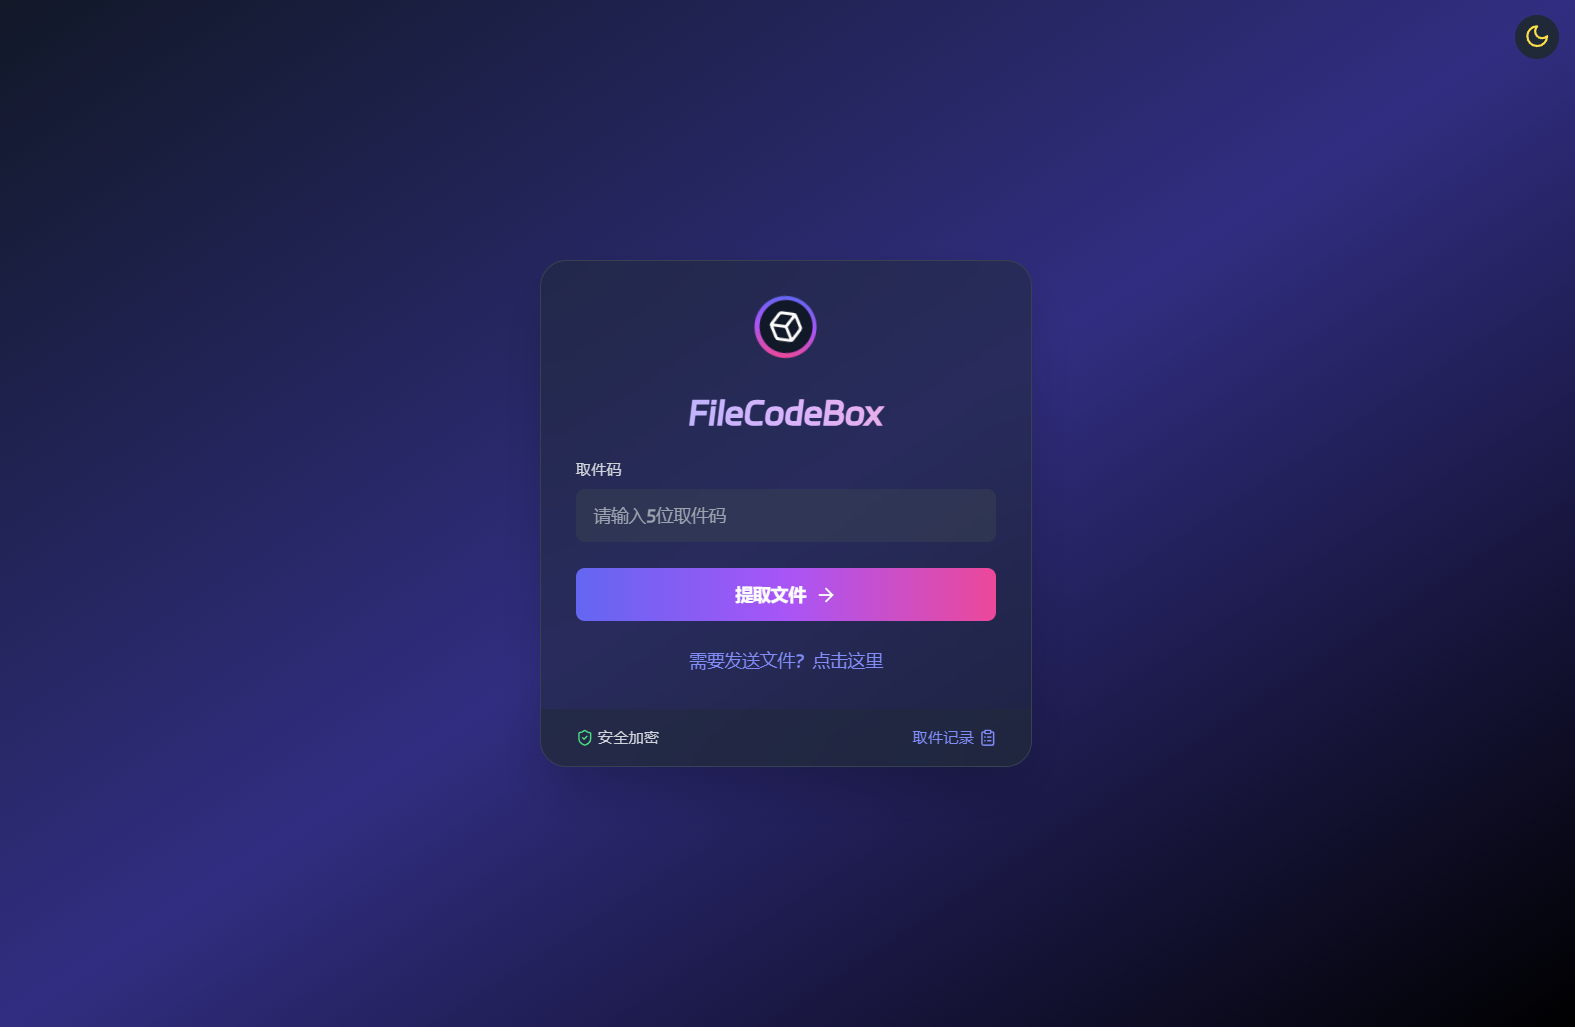 FileCodeBox
取件码
请输入5位取件码
提取文件 →
需要发送文件? 点击这里
安全加密
取件记录